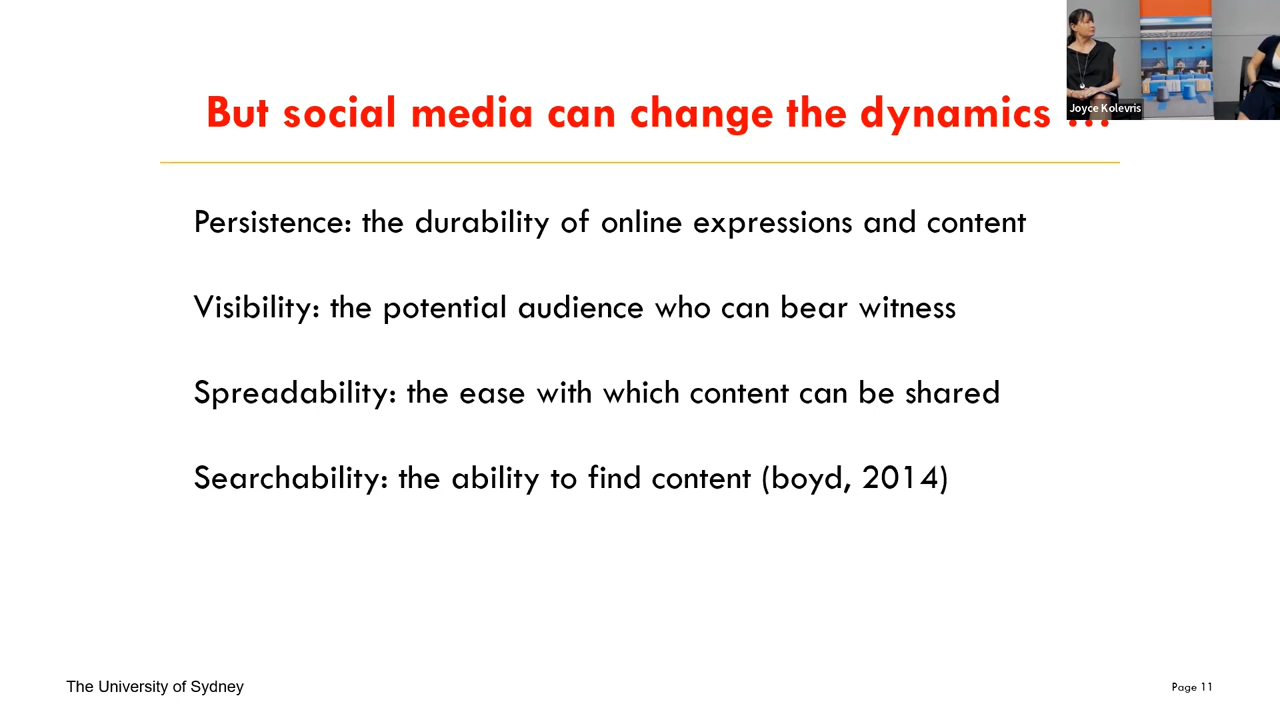 But social media can change the dynamics ...
Joyce Kolevris
Persistence: the durability of online expressions and content
Visibility: the potential audience who can bear witness
Spreadability: the ease with which content can be shared
Searchability: the ability to find content (boyd, 2014)
The University of Sydney
Page 11